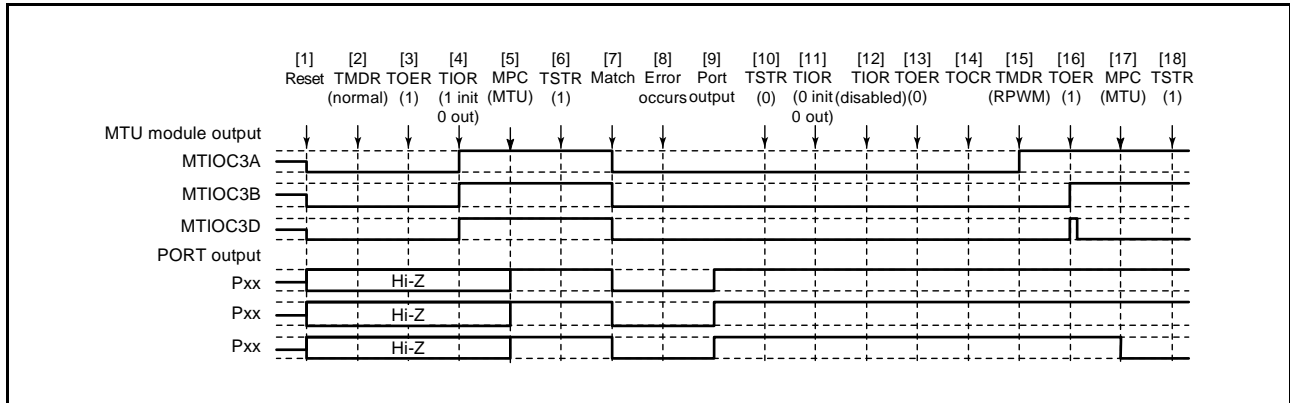 [1] [2] [3] [4] [5] [6] [7] [8] [9] [10] [11] [12] [13] [14] [15] [16] [17] [18]
Reset TMDR TOER TIOR MPC TSTR Match Error Port TSTR TIOR TIOR TOER TOCR TMDR TOER MPC TSTR
(normal) (1) (1 init (MTU) (1) occurs output (0) (0 init (disabled) (0) (RPWM) (1) (MTU) (1)
0 out) 0 out)
MTU module output
MTIOC3A
MTIOC3B
MTIOC3D
PORT output
Pxx Hi-Z
Pxx Hi-Z
Pxx Hi-Z